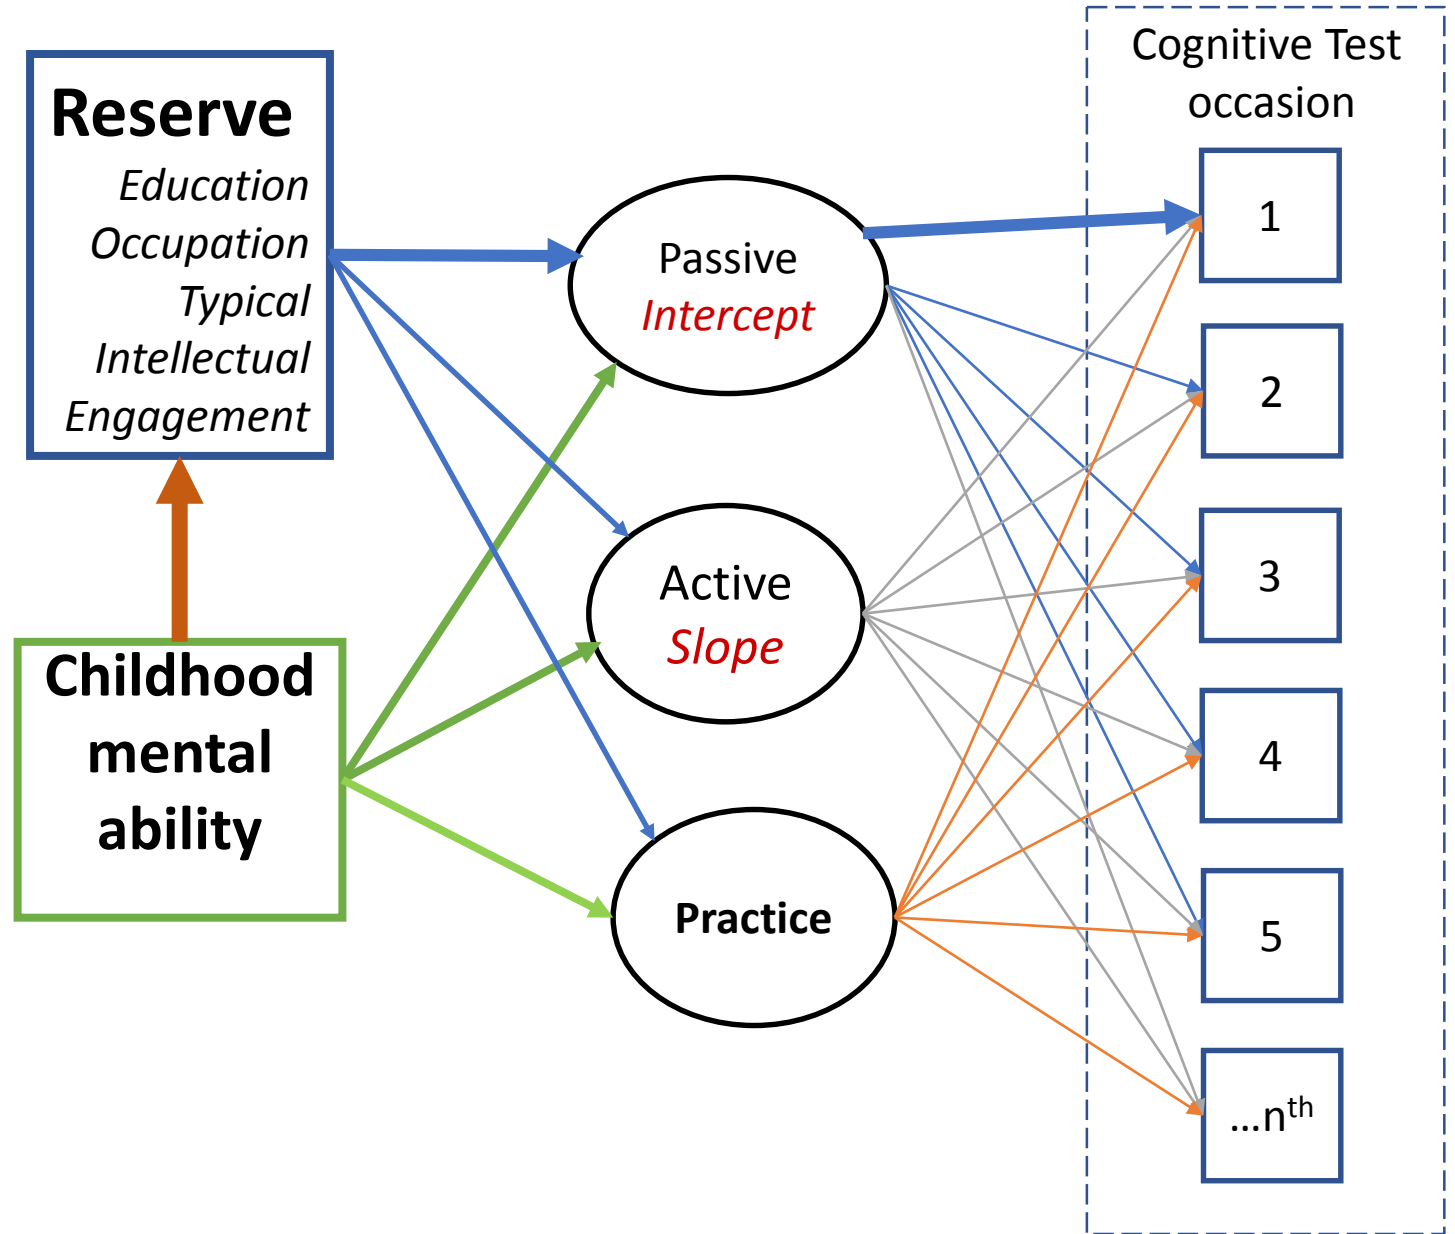 Reserve
Education
Occupation
Typical
Intellectual
Engagement
Childhood
mental
ability
Passive
Intercept
Active
Slope
Practice
Cognitive Test
occasion
1
2
3
4
5
...nth